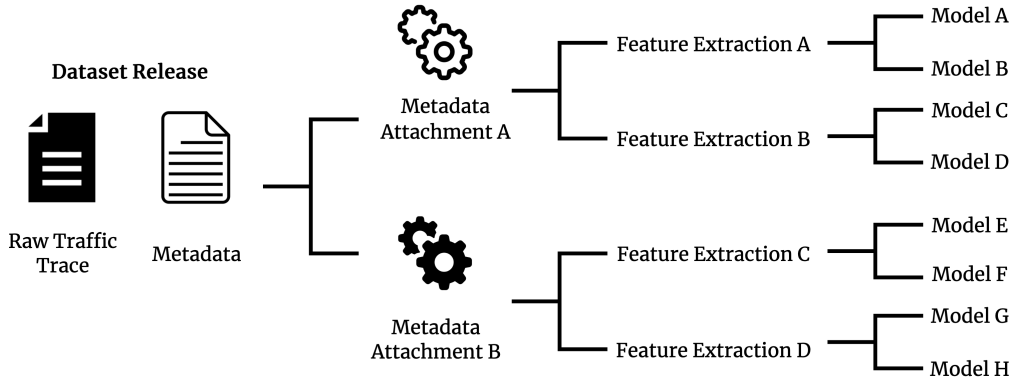 Dataset Release
Raw Traffic
Trace
Metadata
Metadata
Attachment A
Metadata
Attachment B
Feature Extraction A
Feature Extraction B
Feature Extraction C
Feature Extraction D
Model A
Model B
Model C
Model D
Model E
Model F
Model G
Model H